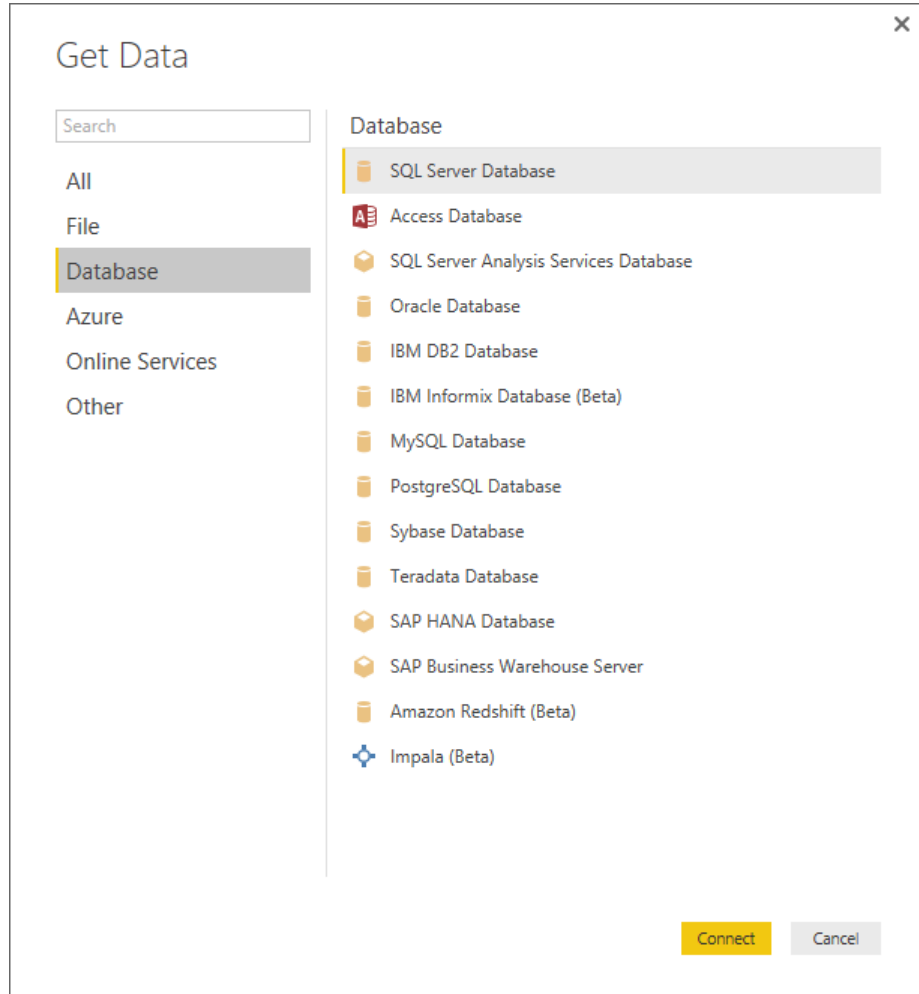 Get Data
Search
All
File
Database
Azure
Online Services
Other
Database
SQL Server Database
Access Database
SQL Server Analysis Services Database
Oracle Database
IBM DB2 Database
IBM Informix Database (Beta)
MySQL Database
PostgreSQL Database
Sybase Database
Teradata Database
SAP HANA Database
SAP Business Warehouse Server
Amazon Redshift (Beta)
Impala (Beta)
Connect
Cancel